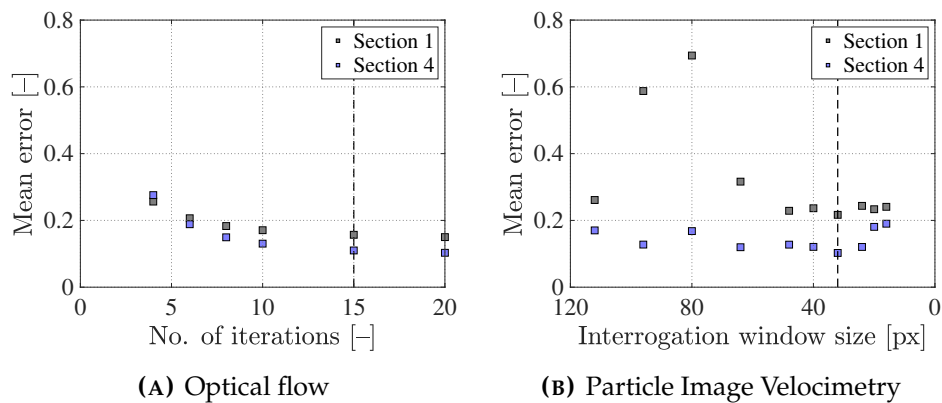 0.8
0.6
0.4
0.2
0
Mean error [–]
Section 1
Section 4
0
5
10
15
20
No. of iterations [–]
(A) Optical flow
0.8
0.6
0.4
0.2
0
Mean error [–]
Section 1
Section 4
120
80
40
0
Interrogation window size [px]
(B) Particle Image Velocimetry